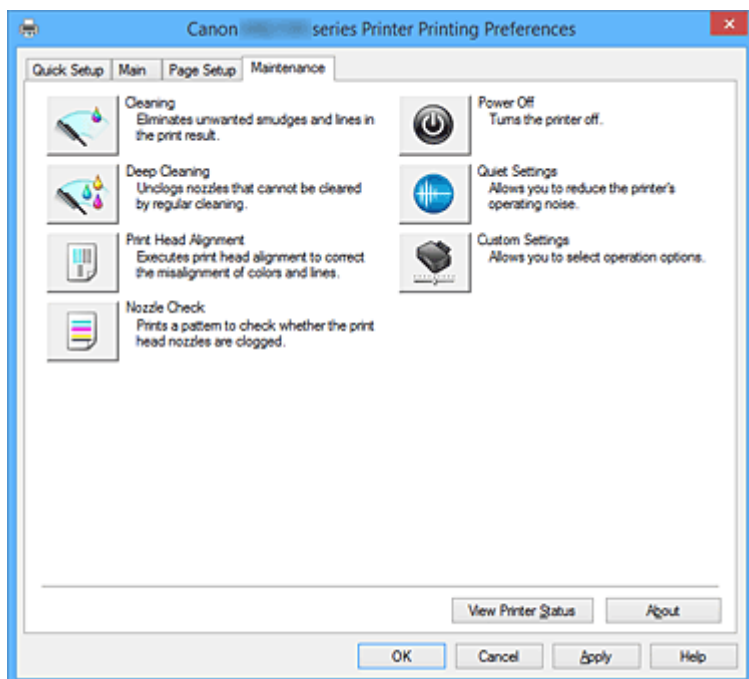 Canon series Printer Printing Preferences
Quick Setup Main Page Setup Maintenance
Cleaning
Eliminates unwanted smudges and lines in
the print result.
Deep Cleaning
Unclogs nozzles that cannot be cleared
by regular cleaning.
Print Head Alignment
Executes print head alignment to correct
the misalignment of colors and lines.
Nozzle Check
Prints a pattern to check whether the print
head nozzles are clogged.
Power Off
Turns the printer off.
Quiet Settings
Allows you to reduce the printer's
operating noise.
Custom Settings
Allows you to select operation options.
View Printer Status About
OK Cancel Apply Help